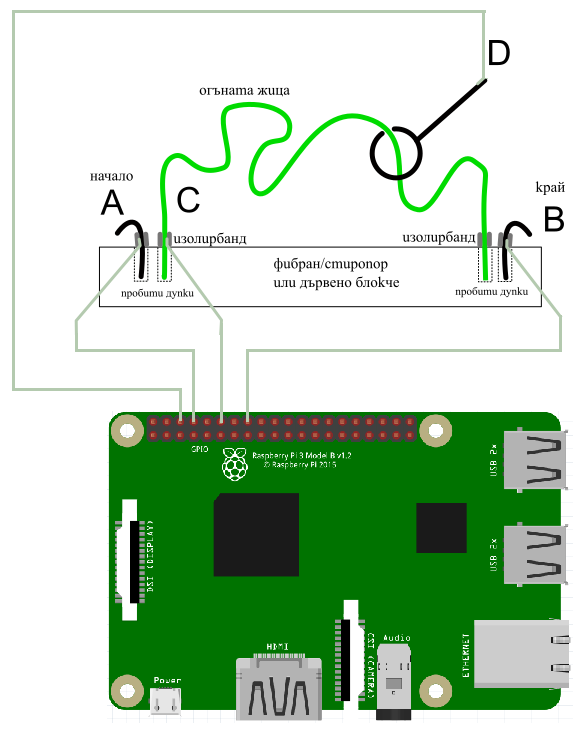 D
огъната жица
начало
A
C
край
B
изолирбанд
изолирбанд
фибран/стиропор
или дървено блокче
пробити дупки
пробити дупки
GPIO
Raspberry Pi 3 Model B v1.2
© Raspberry Pi 2015
USB 2x
DSI (DISPLAY)
USB 2x
HDMI
CSI (CAMERA)
Audio
ETHERNET
Power